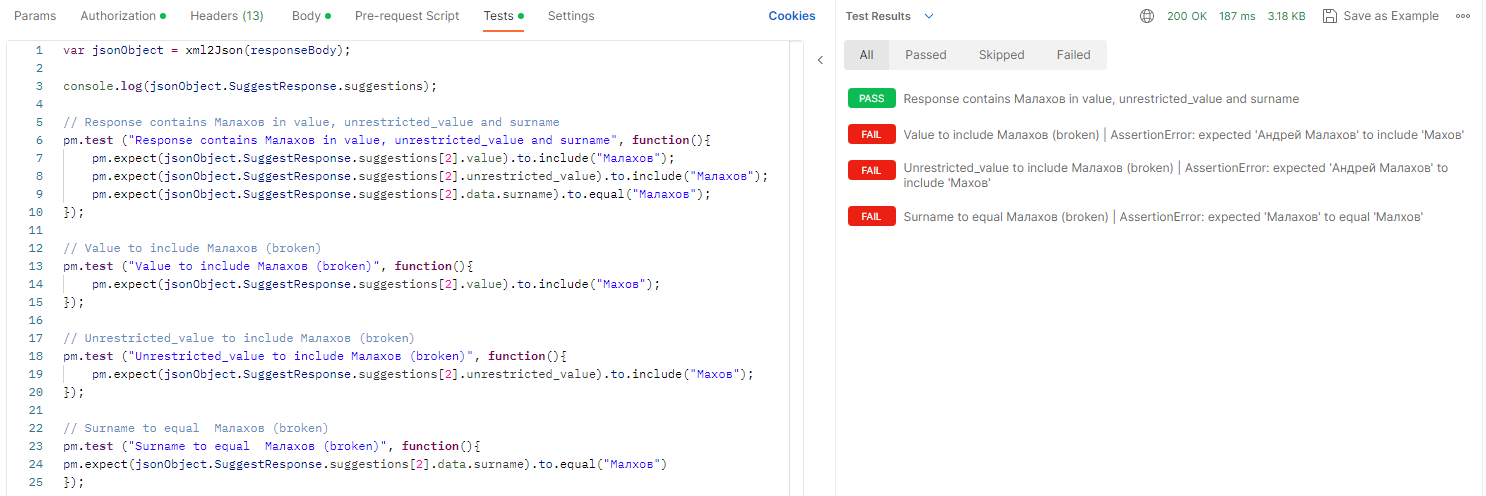 Params Authorization Headers (13) Body Pre-request Script Tests Settings Cookies
1 var jsonObject = xml2Json(responseBody);
2
3 console.log(jsonObject.SuggestResponse.suggestions);
4
5 // Response contains Малахов in value, unrestricted_value and surname
6 pm.test ("Response contains Малахов in value, unrestricted_value and surname", function(){
7 pm.expect(jsonObject.SuggestResponse.suggestions[2].value).to.include("Малахов");
8 pm.expect(jsonObject.SuggestResponse.suggestions[2].unrestricted_value).to.include("Малахов");
9 pm.expect(jsonObject.SuggestResponse.suggestions[2].data.surname).to.equal("Малахов");
10 });
11
12 // Value to include Малахов (broken)
13 pm.test ("Value to include Малахов (broken)", function(){
14 pm.expect(jsonObject.SuggestResponse.suggestions[2].value).to.include("Махов");
15 });
16
17 // Unrestricted_value to include Малахов (broken)
18 pm.test ("Unrestricted_value to include Малахов (broken)", function(){
19 pm.expect(jsonObject.SuggestResponse.suggestions[2].unrestricted_value).to.include("Махов");
20 });
21
22 // Surname to equal  Малахов (broken)
23 pm.test ("Surname to equal  Малахов (broken)", function(){
24 pm.expect(jsonObject.SuggestResponse.suggestions[2].data.surname).to.equal("Малхов")
25 });
Test Results 200 OK 187 ms 3.18 KB Save as Example
All Passed Skipped Failed
PASS Response contains Малахов in value, unrestricted_value and surname
FAIL Value to include Малахов (broken) | AssertionError: expected 'Андрей Малахов' to include 'Махов'
FAIL Unrestricted_value to include Малахов (broken) | AssertionError: expected 'Андрей Малахов' to
include 'Махов'
FAIL Surname to equal Малахов (broken) | AssertionError: expected 'Малахов' to equal 'Малхов'